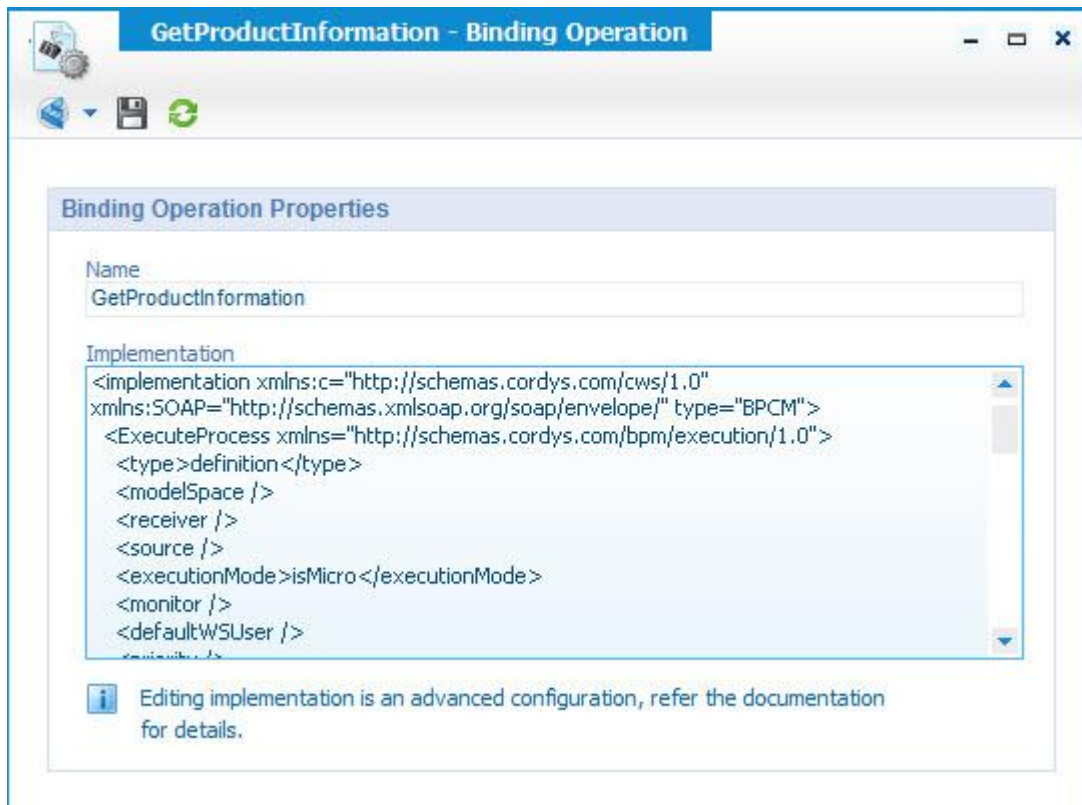 GetProductInformation - Binding Operation
Binding Operation Properties
Name
GetProductInformation
Implementation
<implementation xmlns:c="http://schemas.cordys.com/cws/1.0"
xmlns:SOAP="http://schemas.xmlsoap.org/soap/envelope/" type="BPCM">
<ExecuteProcess xmlns="http://schemas.cordys.com/bpm/execution/1.0">
<type>definition</type>
<modelSpace />
<receiver />
<source />
<executionMode>isMicro</executionMode>
<monitor />
<defaultWSUser />
<priority />
Editing implementation is an advanced configuration, refer the documentation
for details.